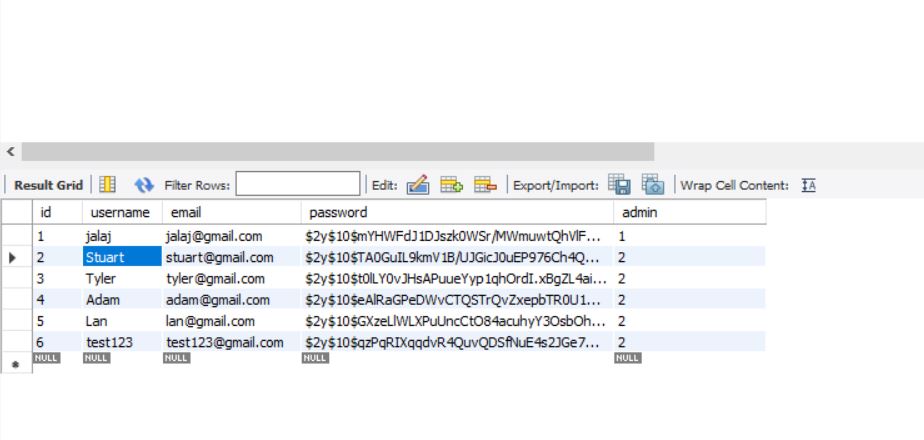 Result Grid Filter Rows: Edit: Export/Import: Wrap Cell Content: IA
id username email password admin
1 jalaj jalaj@gmail.com $2y$10$mYHWFdJ1DJszk0WSr/MWmuwtQhVlF... 1
2 Stuart stuart@gmail.com $2y$10$TA0GuIL9kmV1B/UJGicJ0uEP976Ch4Q... 2
3 Tyler tyler@gmail.com $2y$10$t0lLY0vJHsAPueeYyp1qhOrdI.xBgZL4ai... 2
4 Adam adam@gmail.com $2y$10$eAlRaGPeDWvCTQSTrQvZxepbTR0U1... 2
5 Lan lan@gmail.com $2y$10$GXzeLlWLXPuUncCtO84acuhyY3OsbOh... 2
6 test123 test123@gmail.com $2y$10$qzPqRIXqqdvR4QuvQDSfNuE4s2JGe7... 2
NULL NULL NULL NULL NULL